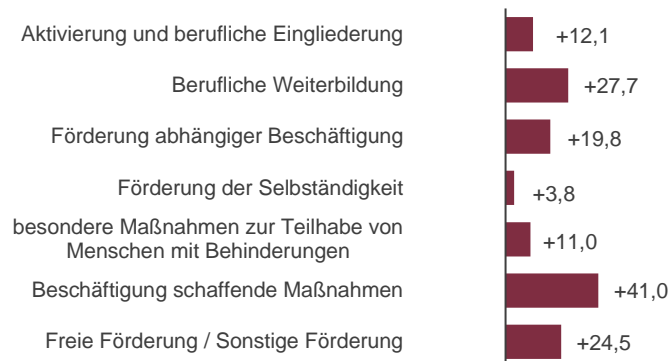 Aktivierung und berufliche Eingliederung +12,1
Berufliche Weiterbildung +27,7
Förderung abhängiger Beschäftigung +19,8
Förderung der Selbständigkeit +3,8
besondere Maßnahmen zur Teilhabe von
Menschen mit Behinderungen +11,0
Beschäftigung schaffende Maßnahmen +41,0
Freie Förderung / Sonstige Förderung +24,5